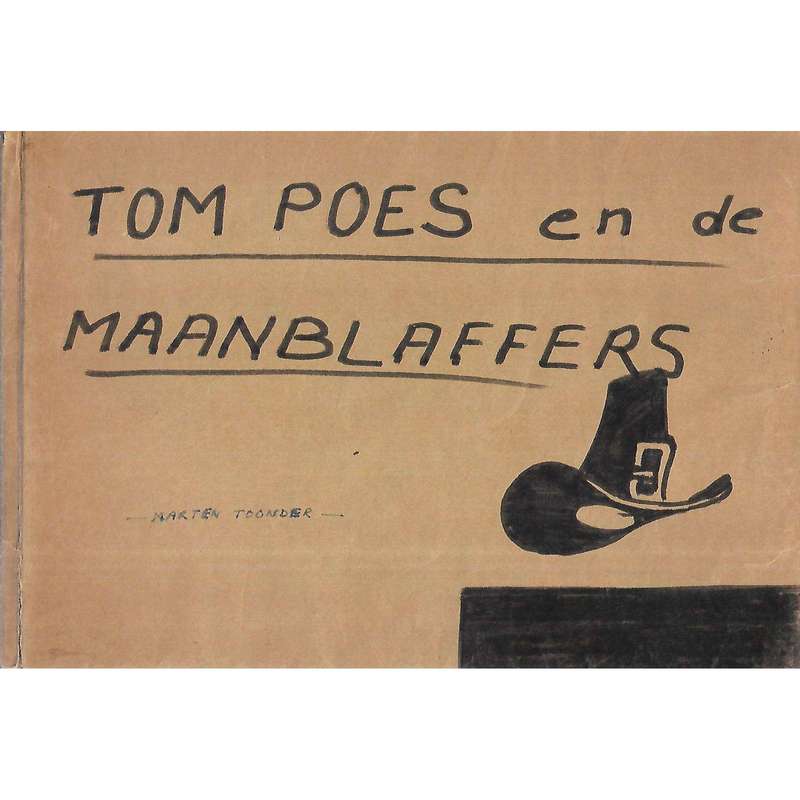 TOM POES en de
MAANBLAFFERS
— MARTEN TOONDER —